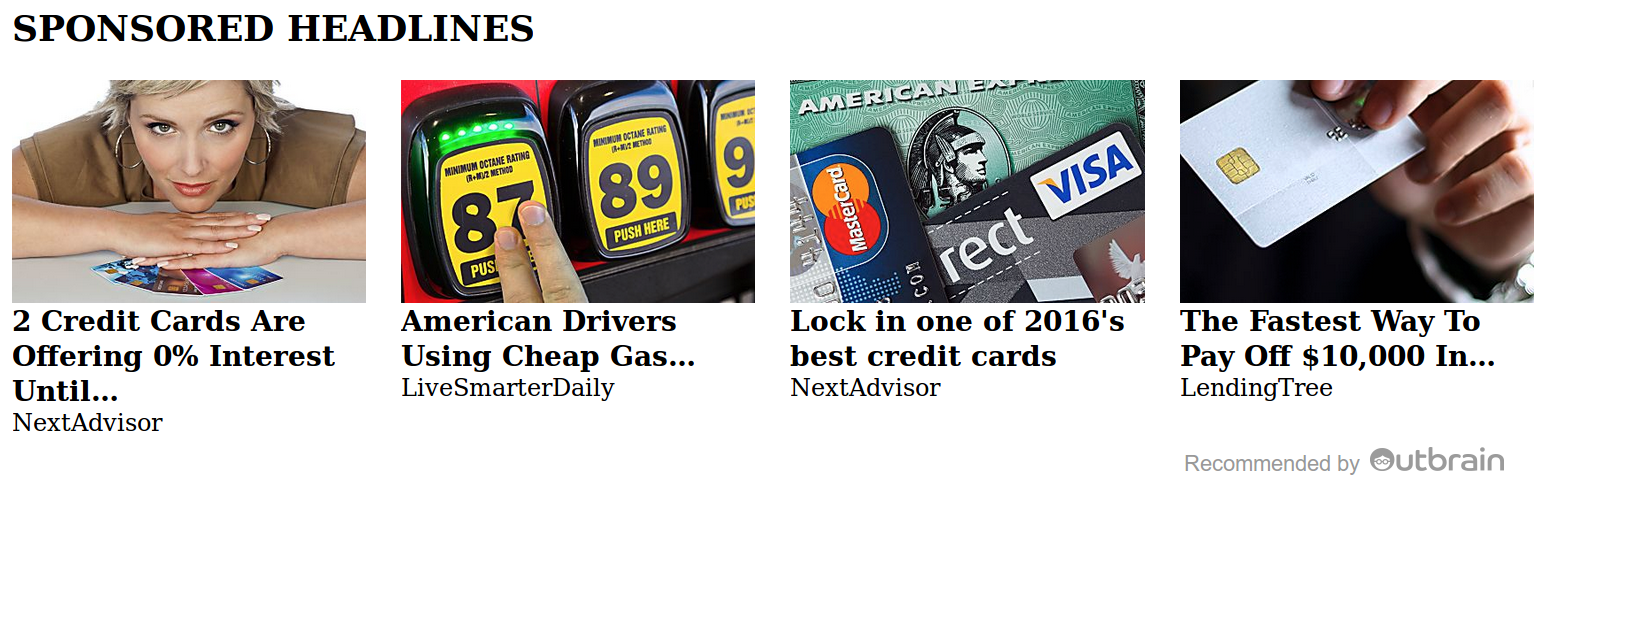 SPONSORED HEADLINES
MINIMUM OCTANE RATING
(R+M)/2 METHOD
87
MINIMUM OCTANE RATING
(R+M)/2 METHOD
89
PUSH HERE
9
AMERICAN EXPR
MasterCard
VISA
rect
.COM
2 Credit Cards Are
Offering 0% Interest
Until...
NextAdvisor
American Drivers
Using Cheap Gas...
LiveSmarterDaily
Lock in one of 2016's
best credit cards
NextAdvisor
The Fastest Way To
Pay Off $10,000 In...
LendingTree
Recommended by Outbrain